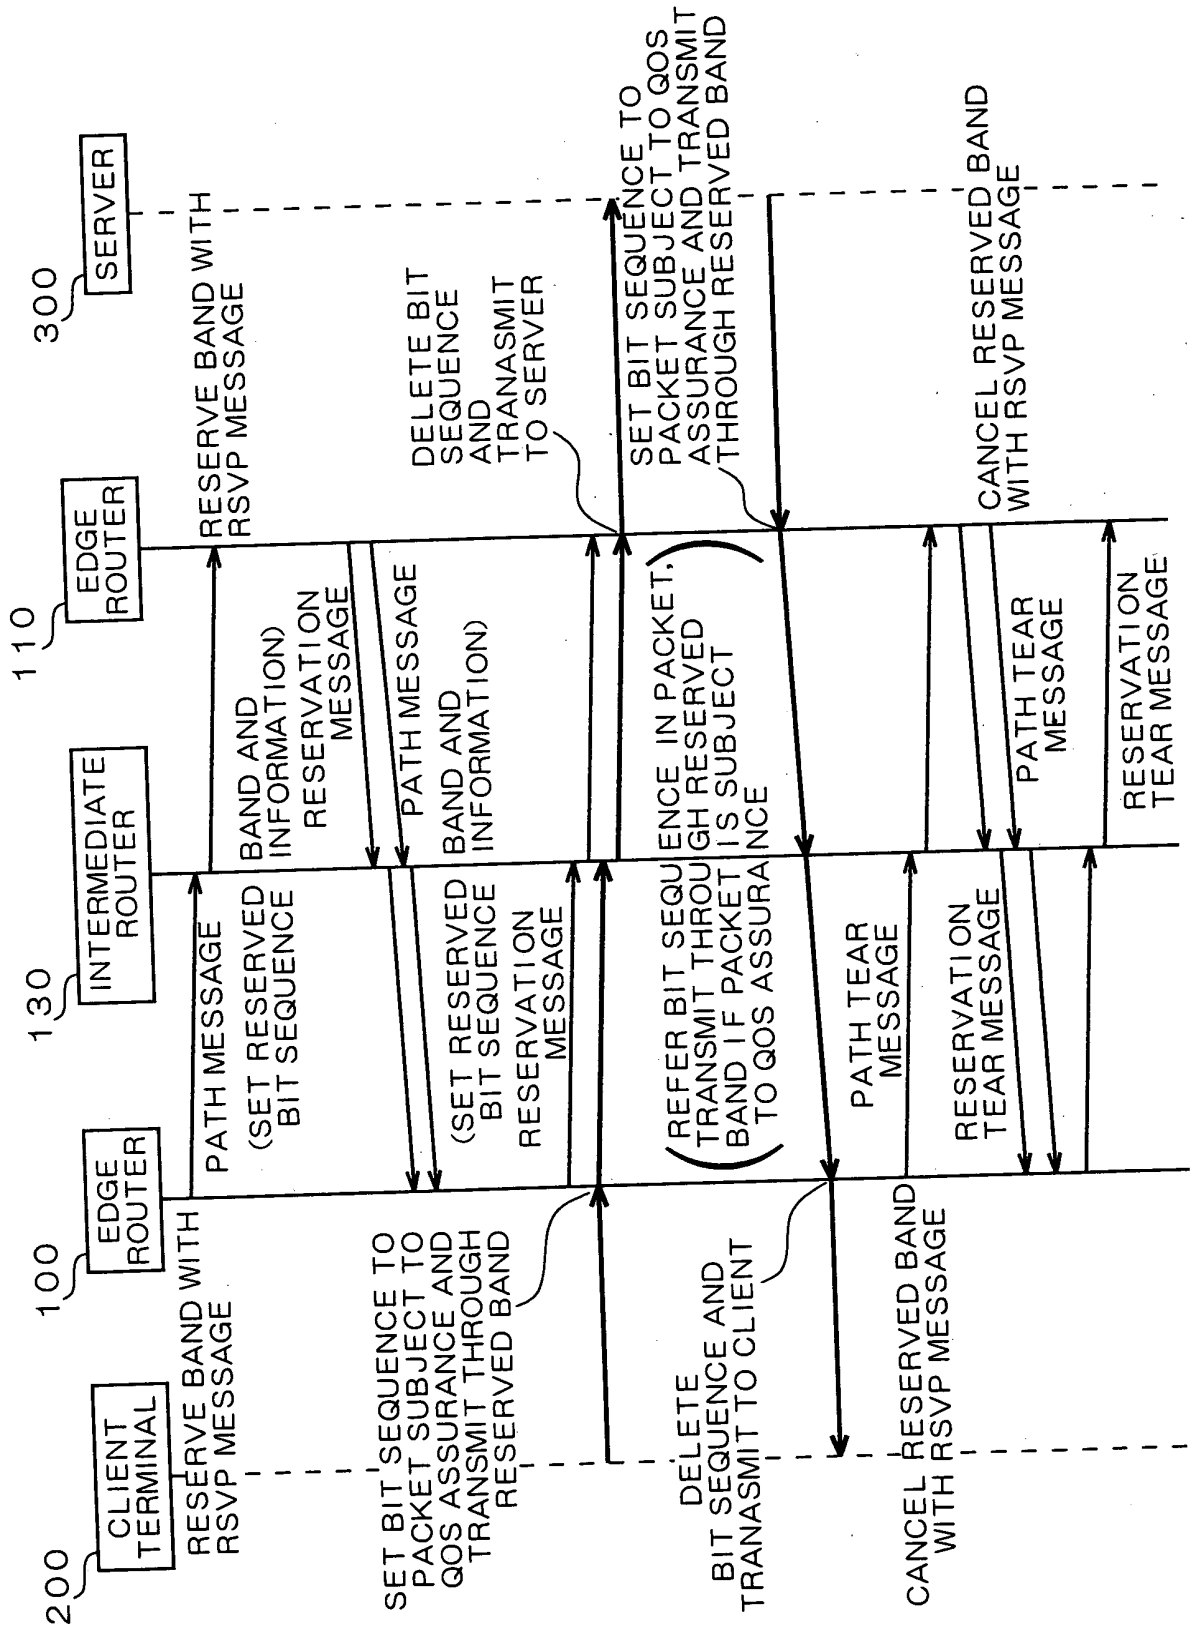 200
CLIENT
TERMINAL
100
EDGE
ROUTER
130
INTERMEDIATE
ROUTER
110
EDGE
ROUTER
300
SERVER
RESERVE BAND WITH
RSVP MESSAGE
PATH MESSAGE
(SET RESERVED BAND AND
BIT SEQUENCE INFORMATION)
RESERVATION
MESSAGE
RESERVE BAND WITH
RSVP MESSAGE
PATH MESSAGE
(SET RESERVED BAND AND
BIT SEQUENCE INFORMATION)
RESERVATION
MESSAGE
SET BIT SEQUENCE TO
PACKET SUBJECT TO
QOS ASSURANCE AND
TRANSMIT THROUGH
RESERVED BAND
DELETE BIT
SEQUENCE
AND
TRANASMIT
TO SERVER
(REFER BIT SEQUENCE IN PACKET,
TRANSMIT THROUGH RESERVED
BAND IF PACKET IS SUBJECT
TO QOS ASSURANCE)
SET BIT SEQUENCE TO
PACKET SUBJECT TO QOS
ASSURANCE AND TRANSMIT
THROUGH RESERVED BAND
DELETE
BIT SEQUENCE AND
TRANASMIT TO CLIENT
CANCEL RESERVED BAND
WITH RSVP MESSAGE
PATH TEAR
MESSAGE
RESERVATION
TEAR MESSAGE
CANCEL RESERVED BAND
WITH RSVP MESSAGE
PATH TEAR
MESSAGE
RESERVATION
TEAR MESSAGE